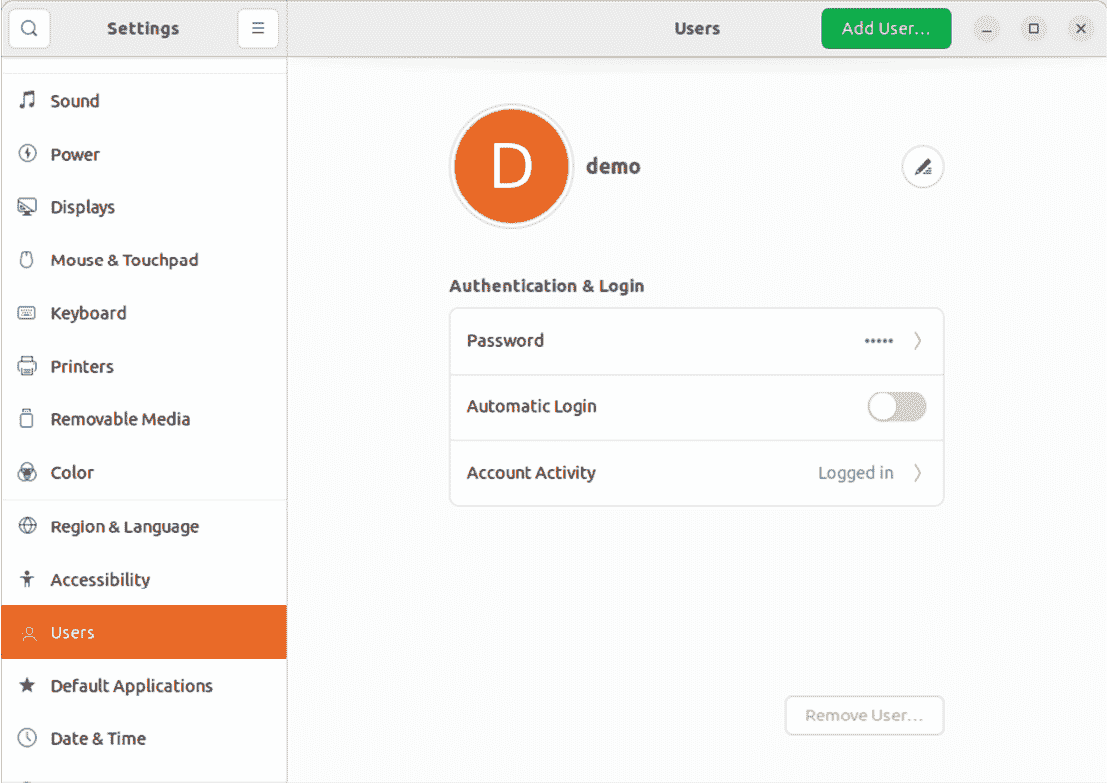 Settings
Users
Add User...
Sound
Power
Displays
Mouse & Touchpad
Keyboard
Printers
Removable Media
Color
Region & Language
Accessibility
Users
Default Applications
Date & Time
D
demo
Authentication & Login
Password •••••
Automatic Login
Account Activity Logged in
Remove User...